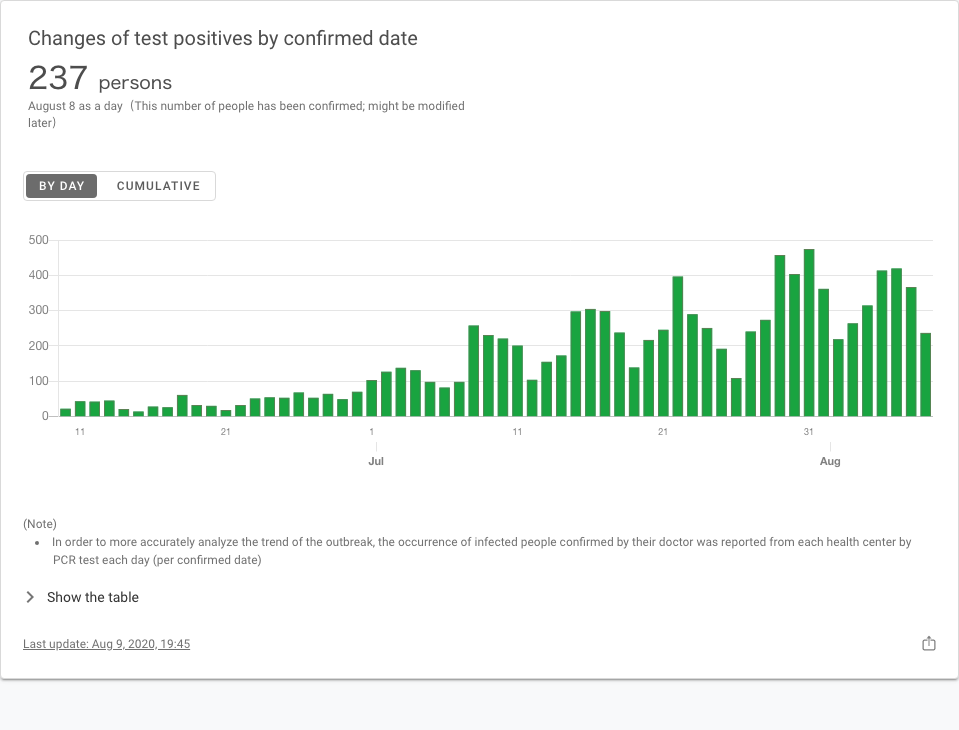 Changes of test positives by confirmed date
237 persons
August 8 as a day（This number of people has been confirmed; might be modified
later）
BY DAY CUMULATIVE
500
400
300
200
100
0
11 21 1 11 21 31
Jul Aug
(Note)
• In order to more accurately analyze the trend of the outbreak, the occurrence of infected people confirmed by their doctor was reported from each health center by
PCR test each day (per confirmed date)
Show the table
Last update: Aug 9, 2020, 19:45